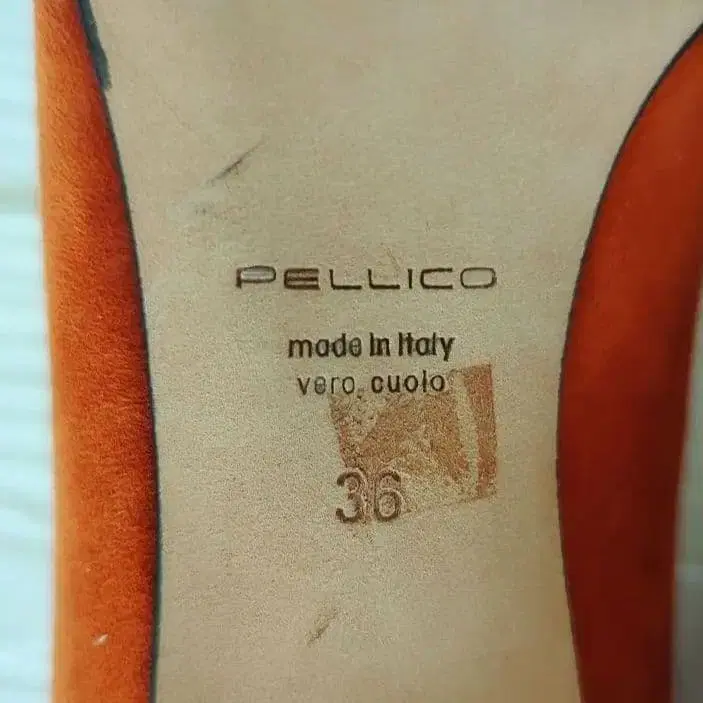 PELLICO
made in Italy
vero cuoio
36